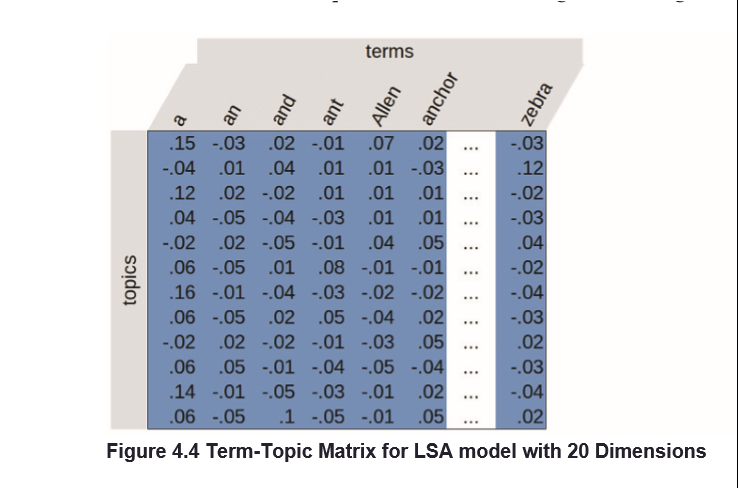 terms
a an and ant Allen anchor zebra
topics
.15 -.03 .02 -.01 .07 .02 ... -.03
-.04 .01 .04 .01 .01 -.03 ... .12
.12 .02 -.02 .01 .01 .01 ... -.02
.04 -.05 -.04 -.03 .01 .01 ... -.03
-.02 .02 -.05 -.01 .04 .05 ... .04
.06 -.05 .01 .08 -.01 -.01 ... -.02
.16 -.01 -.04 -.03 -.02 -.02 ... -.04
.06 -.05 .02 .05 -.04 .02 ... -.03
-.02 .02 -.02 -.01 -.03 .05 ... .02
.06 .05 -.01 -.04 -.05 -.04 ... -.03
.14 -.01 -.05 -.03 -.01 .02 ... -.04
.06 -.05 .1 -.05 -.01 .05 ... .02
Figure 4.4 Term-Topic Matrix for LSA model with 20 Dimensions